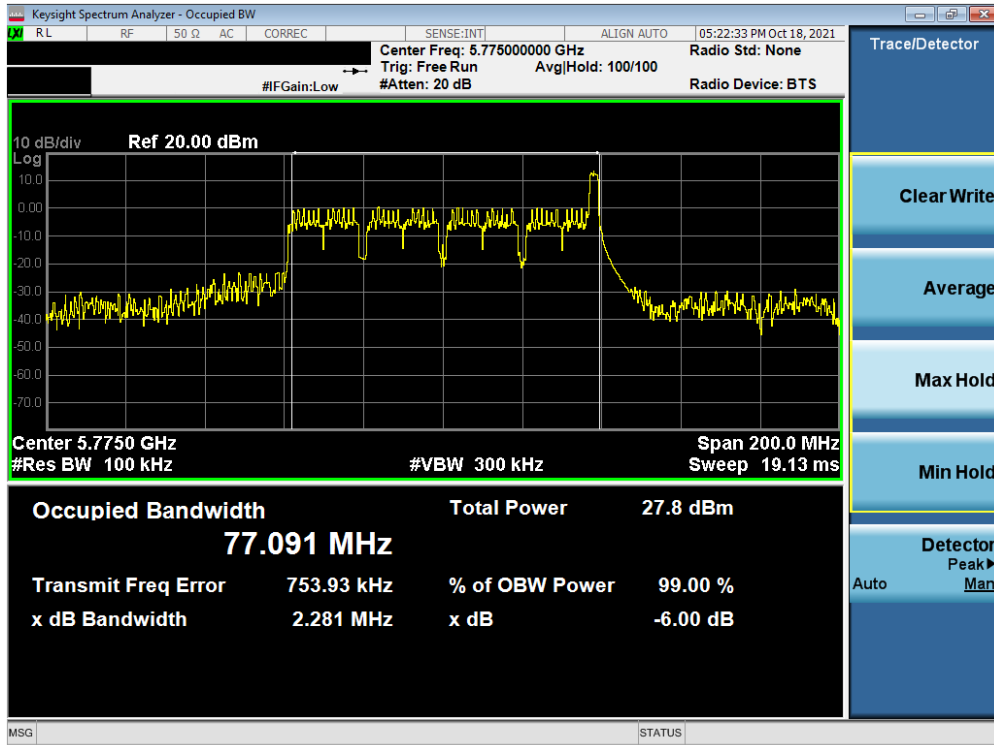 Keysight Spectrum Analyzer - Occupied BW
LXI RL RF 50 Ω AC CORREC SENSE:INT ALIGN AUTO 05:22:33 PM Oct 18, 2021
Center Freq: 5.775000000 GHz Radio Std: None
Trig: Free Run Avg|Hold: 100/100
#IFGain:Low #Atten: 20 dB Radio Device: BTS
10 dB/div Ref 20.00 dBm
Log
10.0
0.00
-10.0
-20.0
-30.0
-40.0
-50.0
-60.0
-70.0
Center 5.7750 GHz Span 200.0 MHz
#Res BW 100 kHz #VBW 300 kHz Sweep 19.13 ms
Occupied Bandwidth Total Power 27.8 dBm
77.091 MHz
Transmit Freq Error 753.93 kHz % of OBW Power 99.00 %
x dB Bandwidth 2.281 MHz x dB -6.00 dB
MSG STATUS
Trace/Detector
Clear Write
Average
Max Hold
Min Hold
Detector
Peak
Auto Man